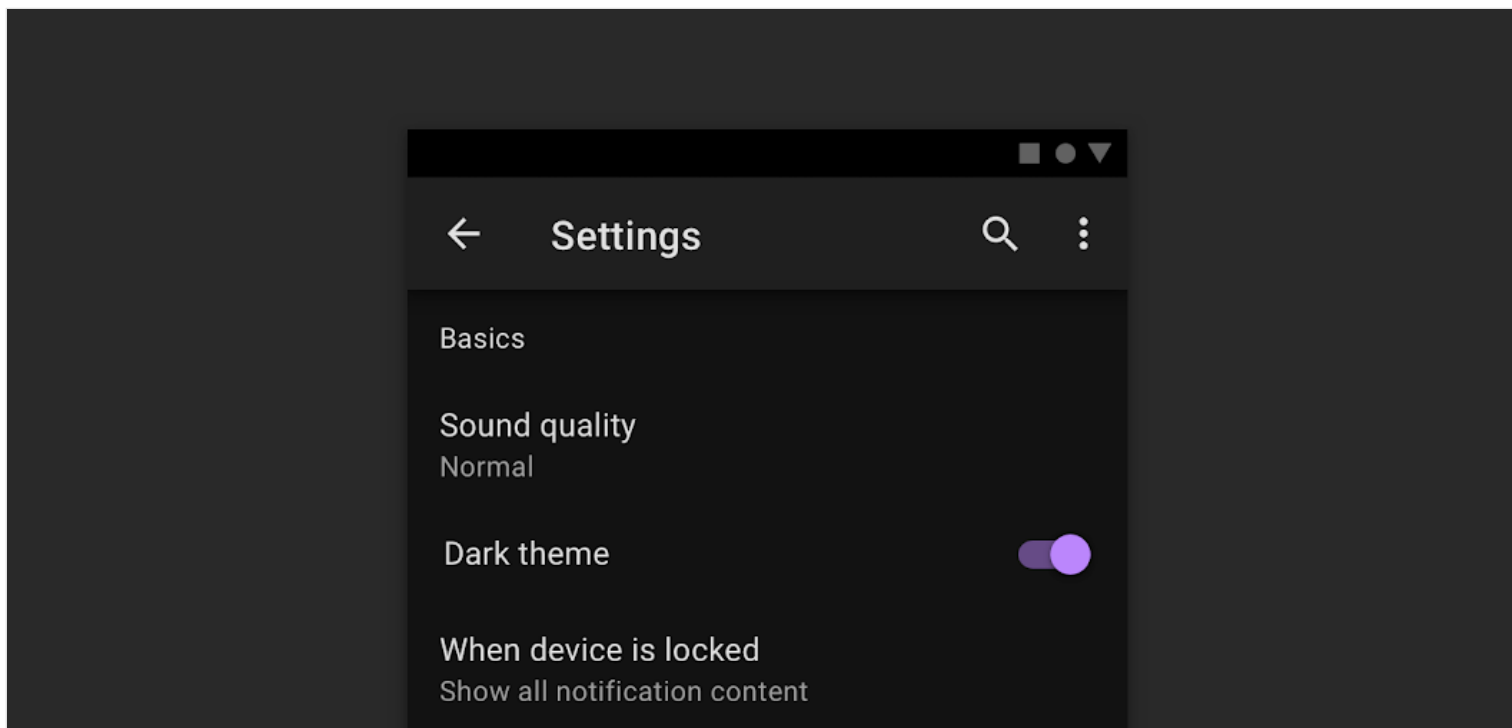 Settings
Basics
Sound quality
Normal
Dark theme
When device is locked
Show all notification content